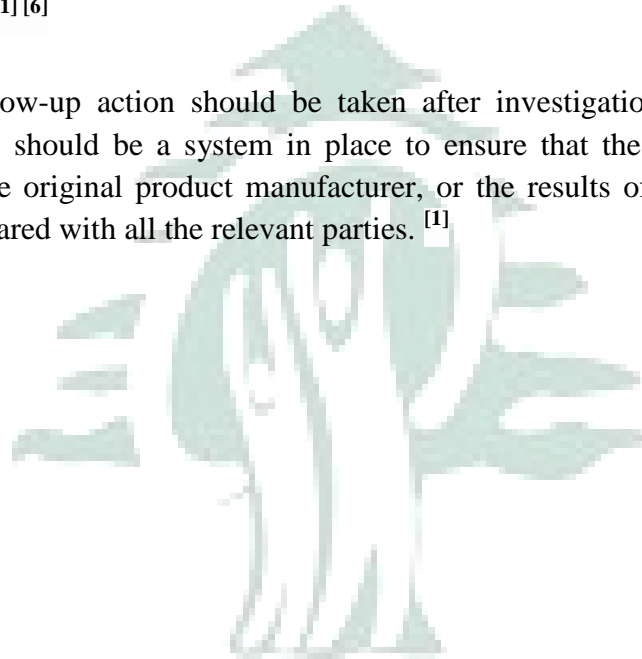 1] [6]
ow-up action should be taken after investigatio
should be a system in place to ensure that the
e original product manufacturer, or the results of
ared with all the relevant parties. [1]